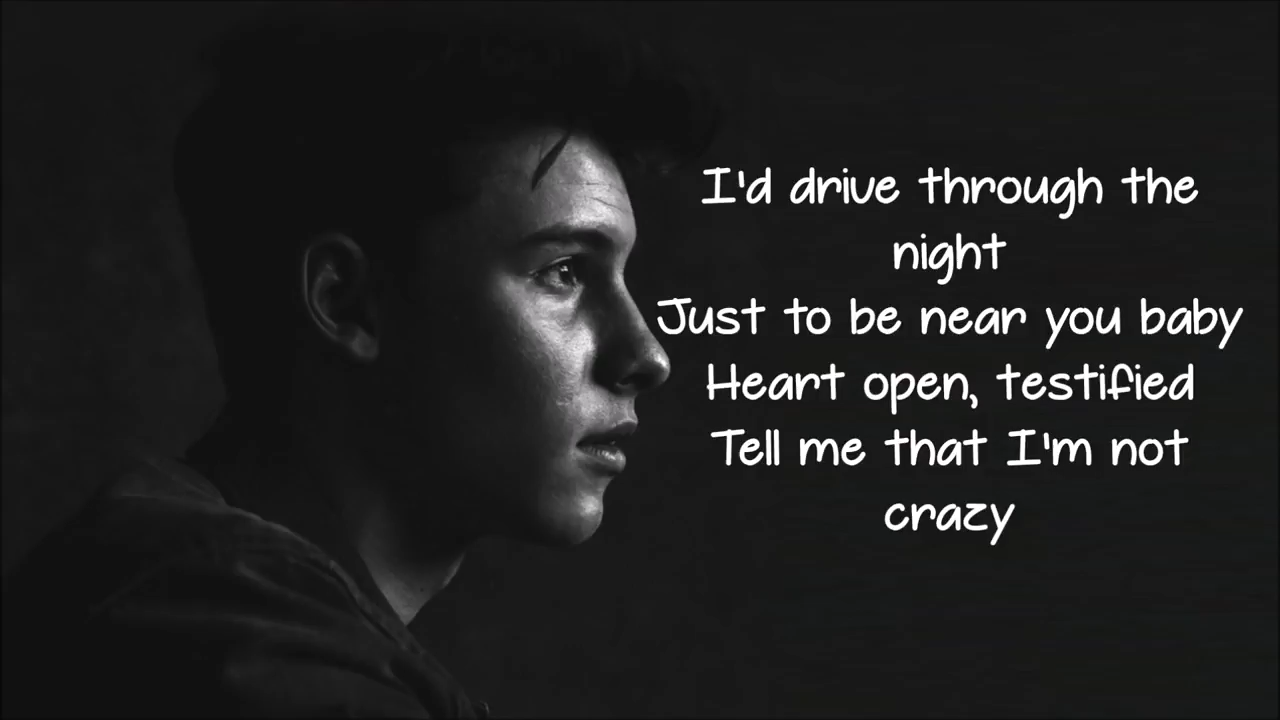 I'd drive through the
night
Just to be near you baby
Heart open, testified
Tell me that I'm not
crazy